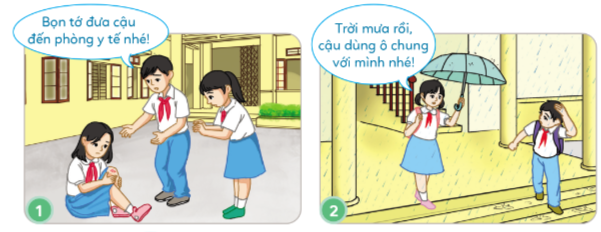 Bọn tớ đưa cậu
đến phòng y tế nhé!
1
Trời mưa rồi,
cậu dùng ô chung
với mình nhé!
2